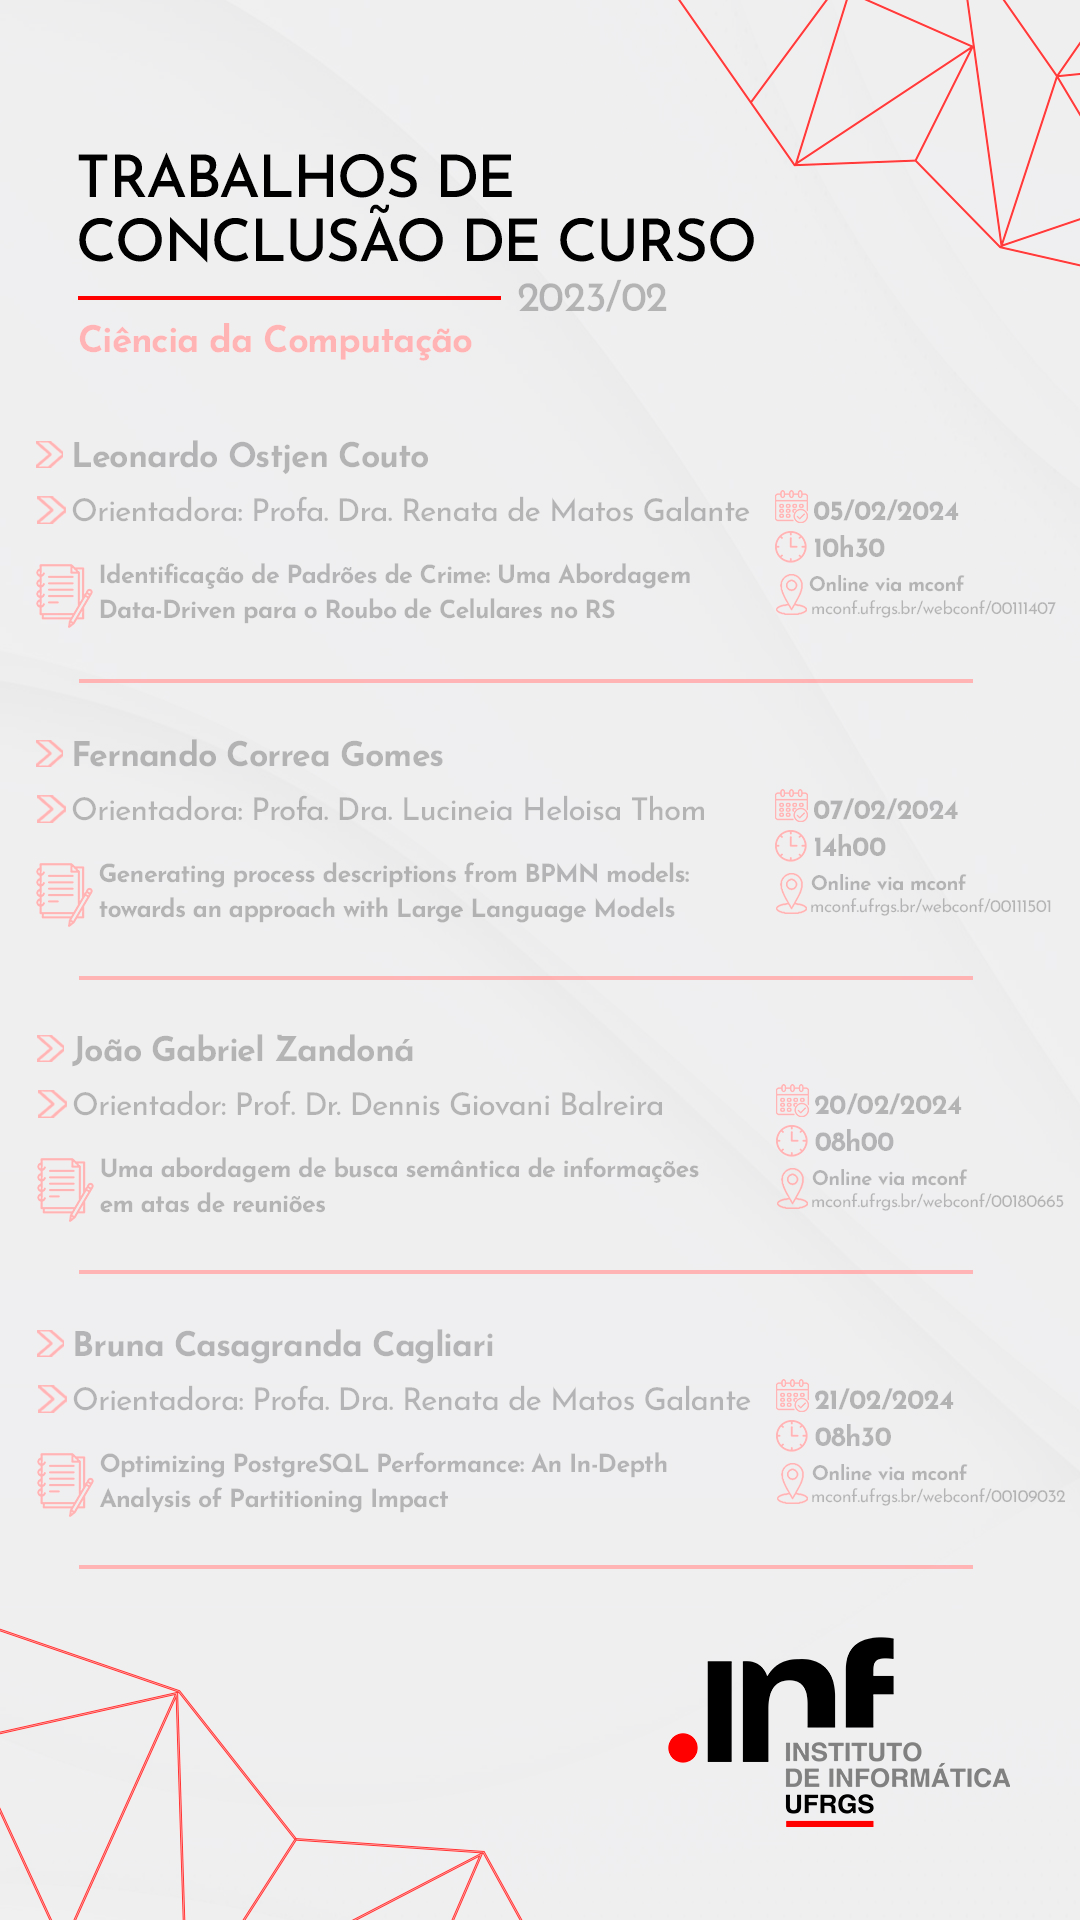 TRABALHOS DE
CONCLUSÃO DE CURSO
2023/02
Ciência da Computação
Leonardo Ostjen Couto
Orientadora: Profa. Dra. Renata de Matos Galante
Identificação de Padrões de Crime: Uma Abordagem
Data-Driven para o Roubo de Celulares no RS
05/02/2024
10h30
Online via mconf
mconf.ufrgs.br/webconf/00111407
Fernando Correa Gomes
Orientadora: Profa. Dra. Lucineia Heloisa Thom
Generating process descriptions from BPMN models:
towards an approach with Large Language Models
07/02/2024
14h00
Online via mconf
mconf.ufrgs.br/webconf/00111501
João Gabriel Zandoná
Orientador: Prof. Dr. Dennis Giovani Balreira
Uma abordagem de busca semântica de informações
em atas de reuniões
20/02/2024
08h00
Online via mconf
mconf.ufrgs.br/webconf/00180665
Bruna Casagranda Cagliari
Orientadora: Profa. Dra. Renata de Matos Galante
Optimizing PostgreSQL Performance: An In-Depth
Analysis of Partitioning Impact
21/02/2024
08h30
Online via mconf
mconf.ufrgs.br/webconf/00109032
.inf
INSTITUTO
DE INFORMÁTICA
UFRGS